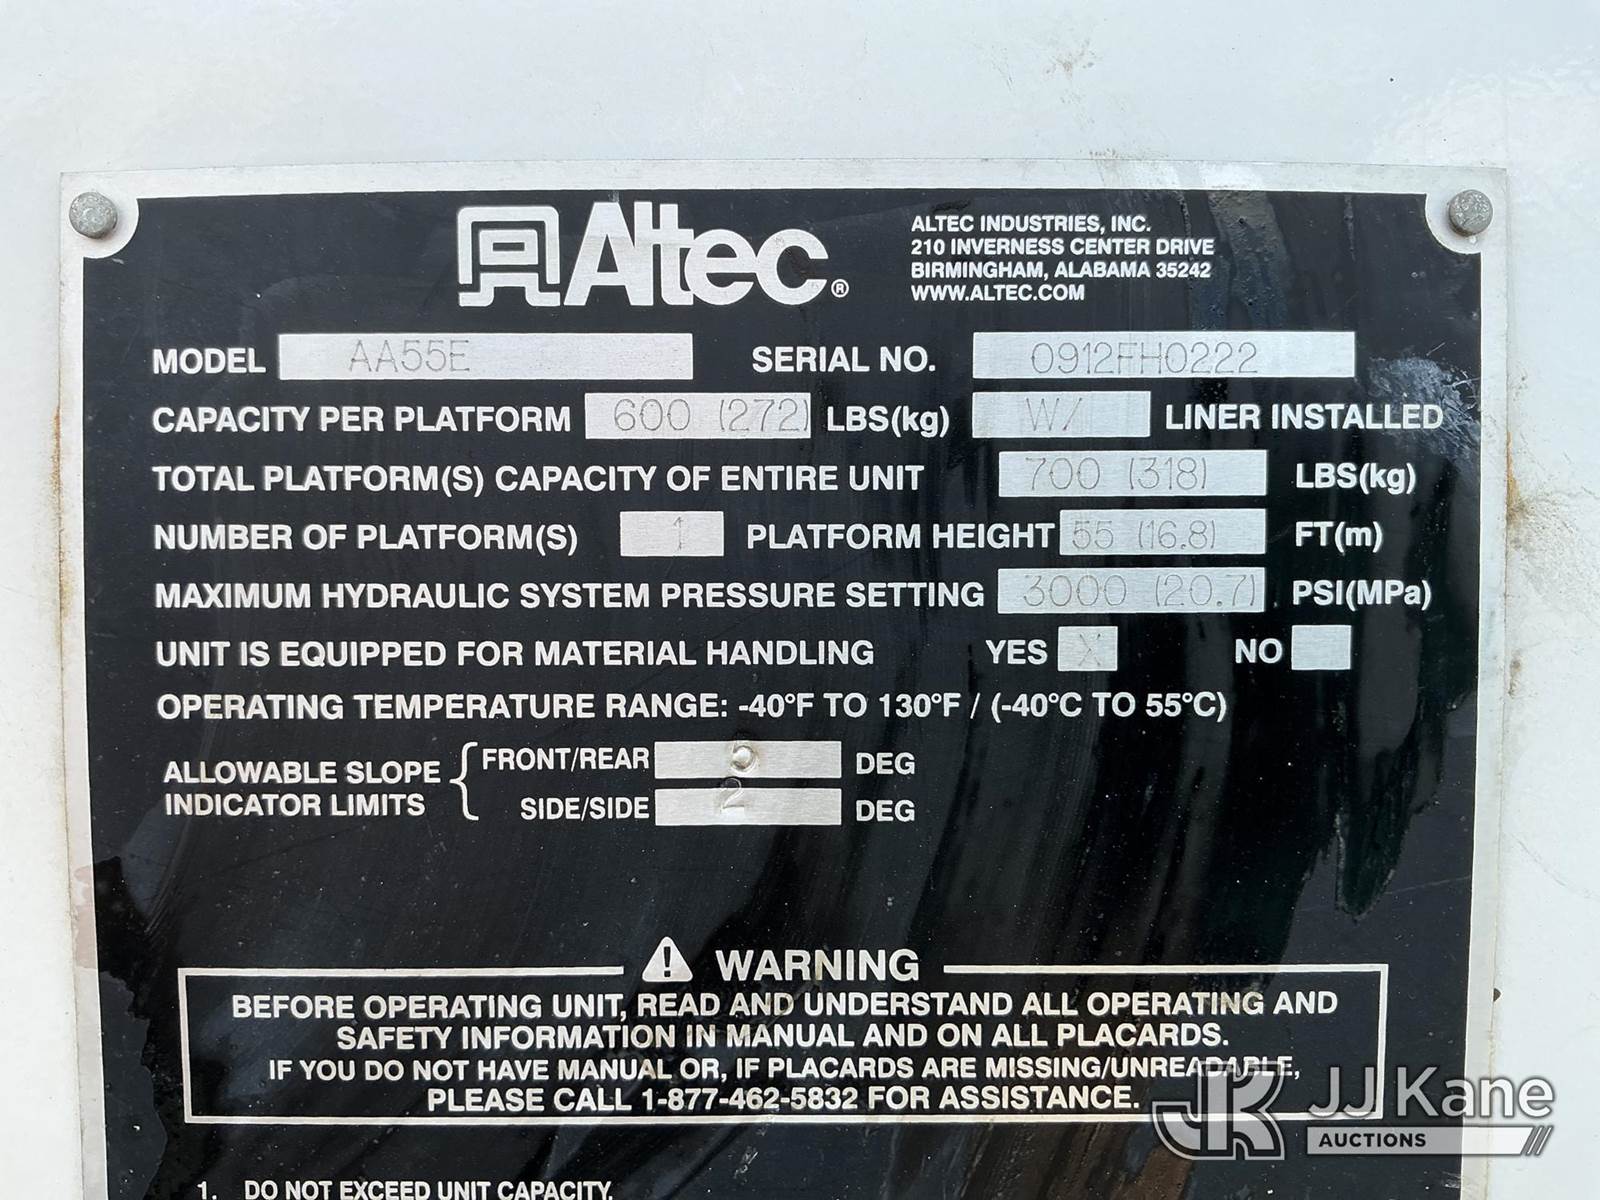 Altec®
ALTEC INDUSTRIES, INC.
210 INVERNESS CENTER DRIVE
BIRMINGHAM, ALABAMA 35242
WWW.ALTEC.COM
MODEL AA55E SERIAL NO. 0912FH0222
CAPACITY PER PLATFORM 600 (272) LBS(kg) W/ LINER INSTALLED
TOTAL PLATFORM(S) CAPACITY OF ENTIRE UNIT 700 (318) LBS(kg)
NUMBER OF PLATFORM(S) 1 PLATFORM HEIGHT 55 (16.8) FT(m)
MAXIMUM HYDRAULIC SYSTEM PRESSURE SETTING 3000 (20.7) PSI(MPa)
UNIT IS EQUIPPED FOR MATERIAL HANDLING YES X NO
OPERATING TEMPERATURE RANGE: -40°F TO 130°F / (-40°C TO 55°C)
ALLOWABLE SLOPE INDICATOR LIMITS
FRONT/REAR DEG
SIDE/SIDE 2 DEG
WARNING
BEFORE OPERATING UNIT, READ AND UNDERSTAND ALL OPERATING AND
SAFETY INFORMATION IN MANUAL AND ON ALL PLACARDS.
IF YOU DO NOT HAVE MANUAL OR, IF PLACARDS ARE MISSING/UNREADABLE,
PLEASE CALL 1-877-462-5832 FOR ASSISTANCE.
1. DO NOT EXCEED UNIT CAPACITY.
JK JJ Kane
AUCTIONS